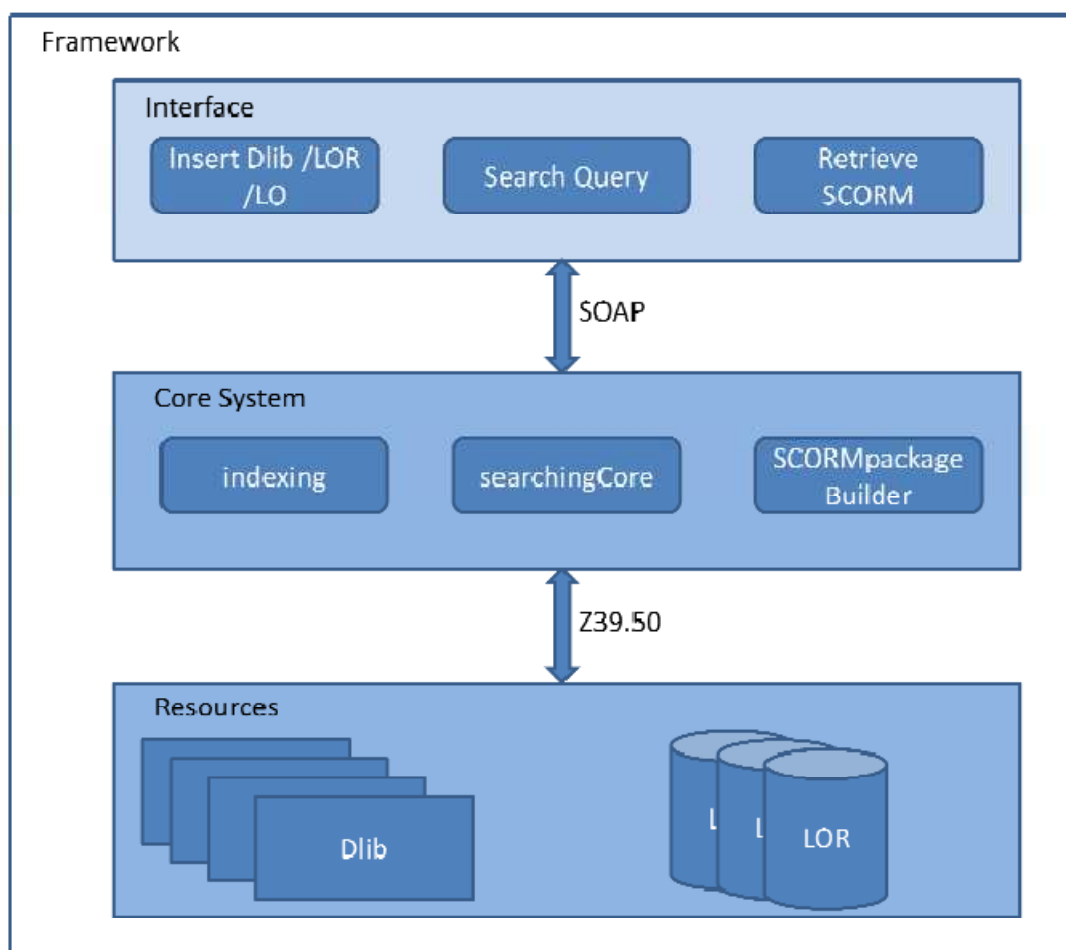 Framework
Interface
Insert Dlib /LOR
/LO
Search Query
Retrieve
SCORM
SOAP
Core System
indexing
searchingCore
SCORMpackage
Builder
Z39.50
Resources
Dlib
L
L
LOR